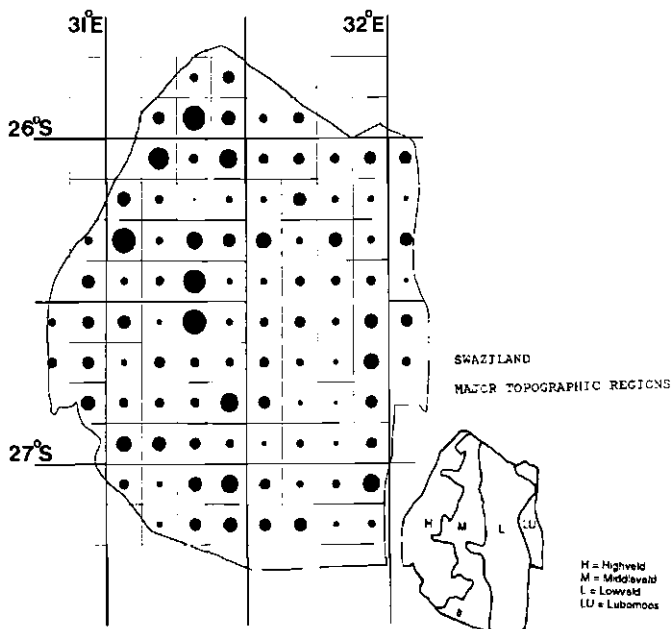 31°E
32°E
26°S
27°S
SWAZILAND
MAJOR TOPOGRAPHIC REGIONS
H
M
L
LU
H = Highveld
M = Middleveld
L = Lowveld
LU = Lubombos